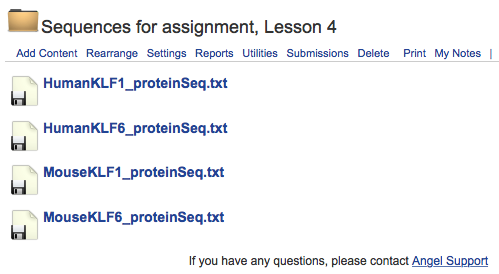 Sequences for assignment, Lesson 4
Add Content Rearrange Settings Reports Utilities Submissions Delete Print My Notes |
HumanKLF1_proteinSeq.txt
HumanKLF6_proteinSeq.txt
MouseKLF1_proteinSeq.txt
MouseKLF6_proteinSeq.txt
If you have any questions, please contact Angel Support